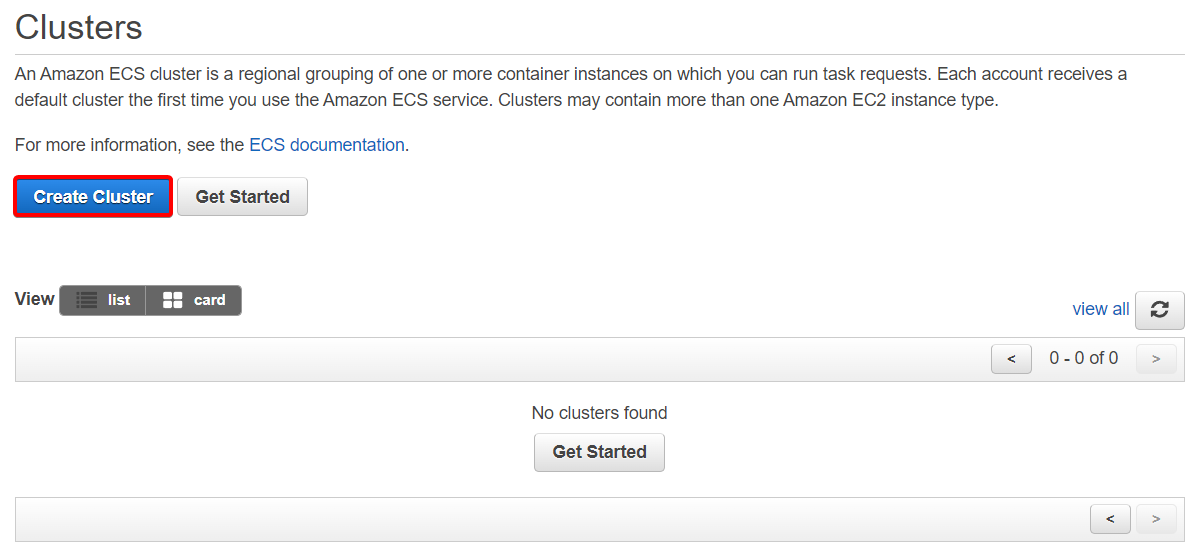 Clusters
An Amazon ECS cluster is a regional grouping of one or more container instances on which you can run task requests. Each account receives a
default cluster the first time you use the Amazon ECS service. Clusters may contain more than one Amazon EC2 instance type.
For more information, see the ECS documentation.
Create Cluster Get Started
View list card
view all
< 0 - 0 of 0 >
No clusters found
Get Started
< >